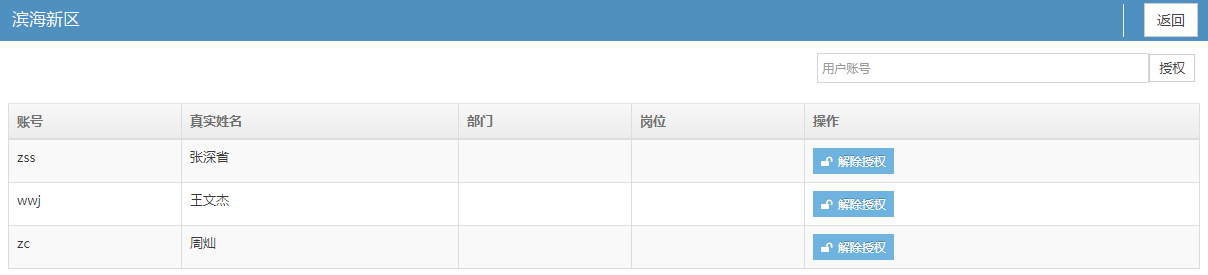 滨海新区 返回
用户账号 授权
账号 真实姓名 部门 岗位 操作
zss 张深省 解除授权
wwj 王文杰 解除授权
zc 周灿 解除授权